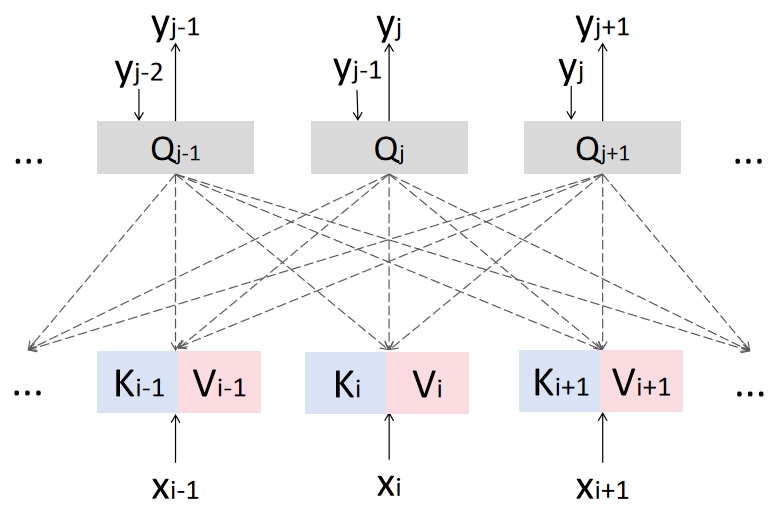 yj-1 yj yj+1
yj-2 yj-1 yj
... Qj-1 Qj Qj+1 ...
... Ki-1 Vi-1 Ki Vi Ki+1 Vi+1 ...
xi-1 xi xi+1